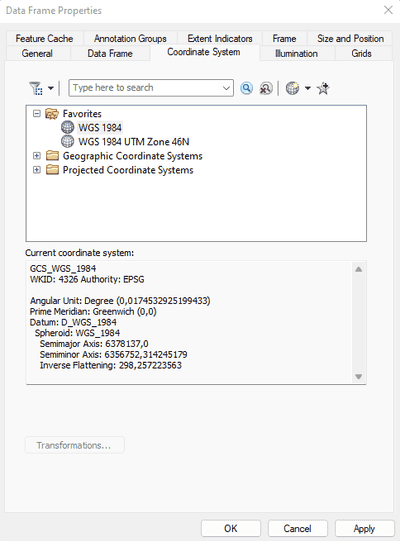 Data Frame Properties
Feature Cache Annotation Groups Extent Indicators Frame Size and Position
General Data Frame Coordinate System Illumination Grids
Type here to search
Favorites
WGS 1984
WGS 1984 UTM Zone 46N
Geographic Coordinate Systems
Projected Coordinate Systems
Current coordinate system:
GCS_WGS_1984
WKID: 4326 Authority: EPSG
Angular Unit: Degree (0,0174532925199433)
Prime Meridian: Greenwich (0,0)
Datum: D_WGS_1984
Spheroid: WGS_1984
Semimajor Axis: 6378137,0
Semiminor Axis: 6356752,314245179
Inverse Flattening: 298,257223563
Transformations...
OK Cancel Apply